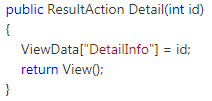 public ResultAction Detail(int id)
{
ViewData["DetailInfo"] = id;
return View();
}